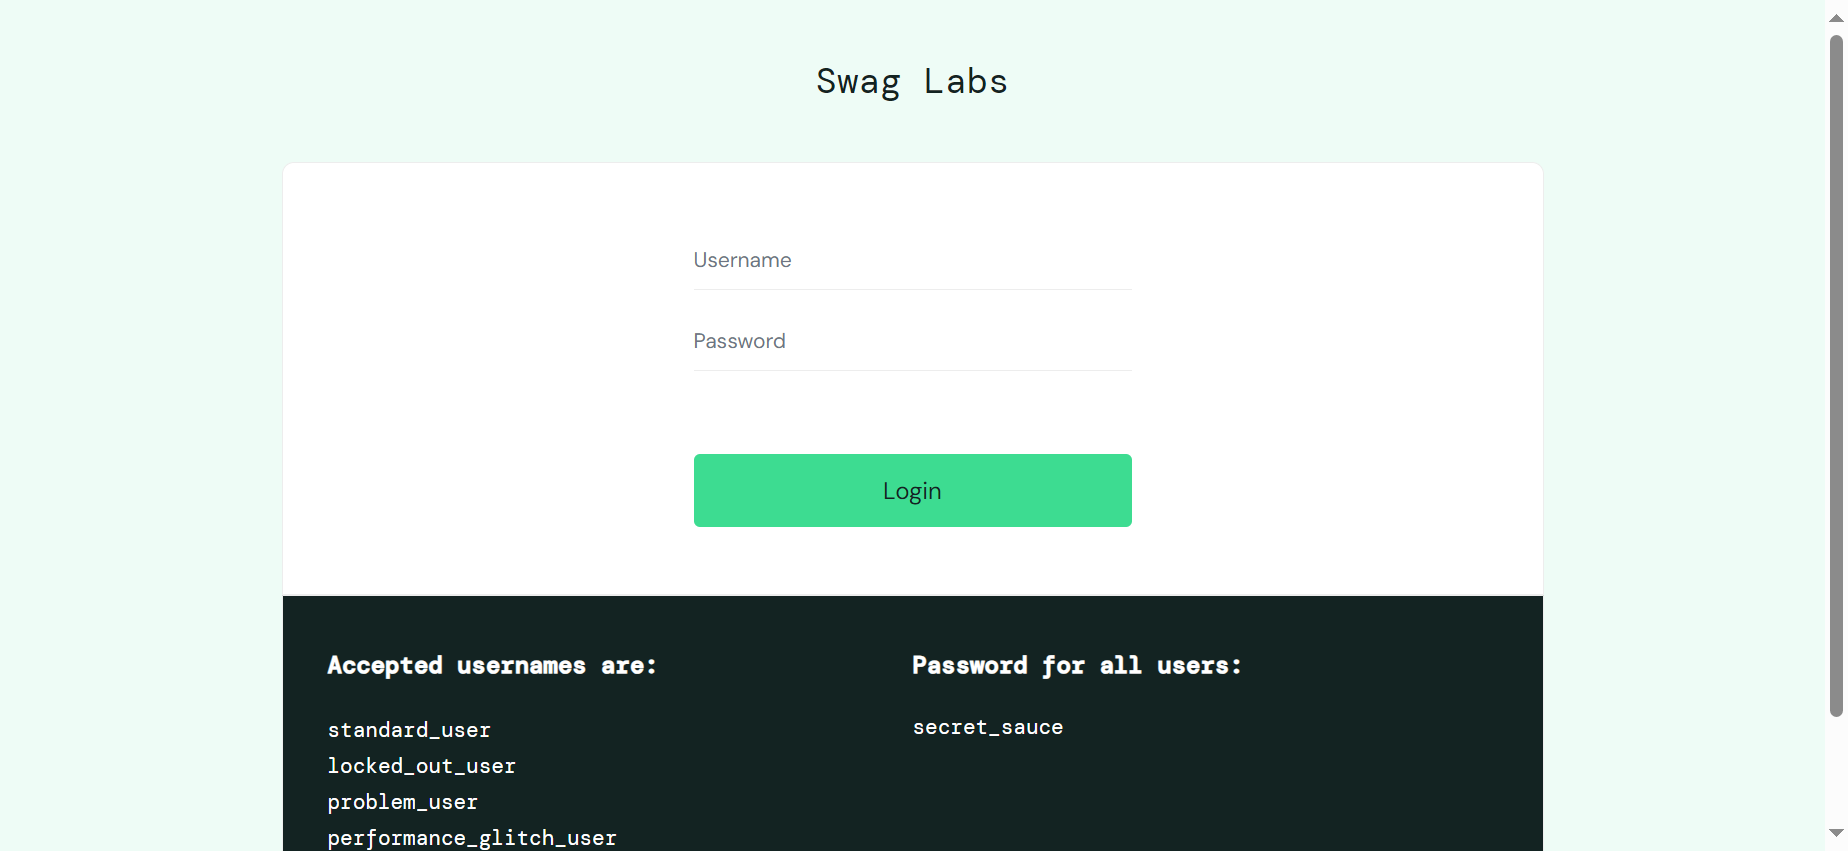 Swag Labs
Username
Password
Login
Accepted usernames are:
standard_user
locked_out_user
problem_user
performance_glitch_user
Password for all users:
secret_sauce